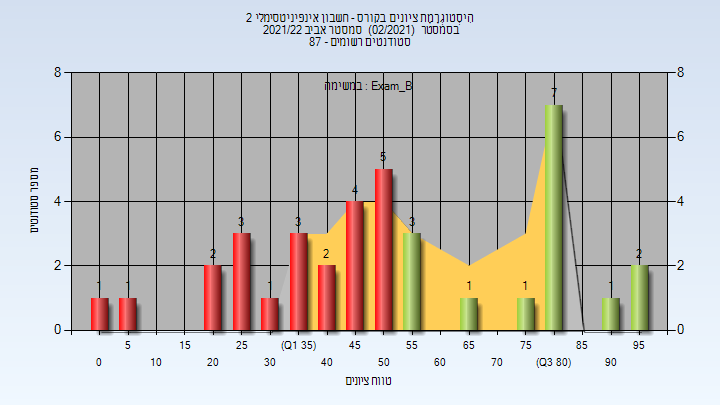 היסטוגרמת ציונים בקורס - חשבון אינפיניטסימלי 2
בסמסטר (02/2021) סמסטר אביב 2021/22
סטודנטים רשומים - 87
במשימה : Exam_B
מספר סטודנטים
8 8
6 6
4 4
2 2
0 0
1 1 2 3 1 3 2 4 5 3 1 1 7 1 2
5 15 25 (Q1 35) 45 55 65 75 85 95
0 10 20 30 40 50 60 70 (Q3 80) 90
טווח ציונים